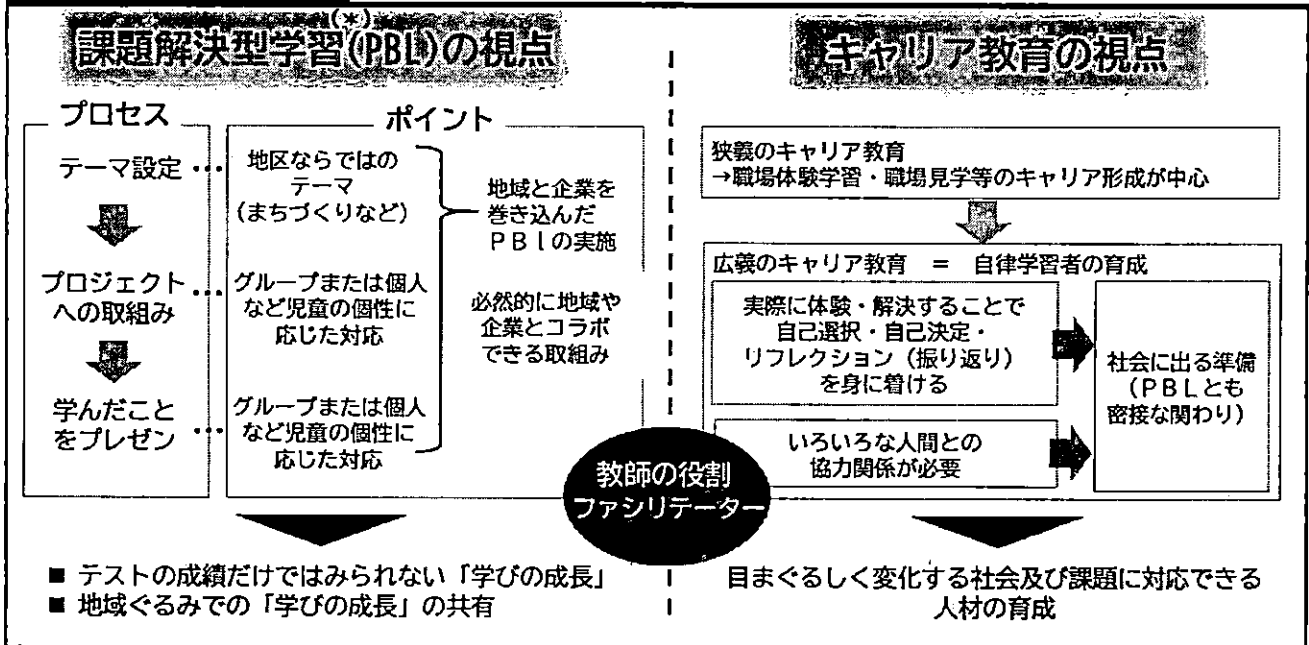 課題解決型学習(PBL)の視点
(*)
プロセス
テーマ設定
プロジェクト
への取組み
学んだこと
をプレゼン
ポイント
地区ならではの
テーマ
(まちづくりなど)
グループまたは個人
など児童の個性に
応じた対応
グループまたは個人
など児童の個性に
応じた対応
地域と企業を
巻き込んだ
PBlの実施
必然的に地域や
企業とコラボ
できる取組み
■ テストの成績だけではみられない「学びの成長」
■ 地域ぐるみでの「学びの成長」の共有
教師の役割
ファシリテーター
キャリア教育の視点
狭義のキャリア教育
→職場体験学習・職場見学等のキャリア形成が中心
広義のキャリア教育 = 自律学習者の育成
実際に体験・解決することで
自己選択・自己決定・
リフレクション(振り返り)
を身に着ける
いろいろな人間との
協力関係が必要
社会に出る準備
(PBLとも
密接な関わり)
目まぐるしく変化する社会及び課題に対応できる
人材の育成